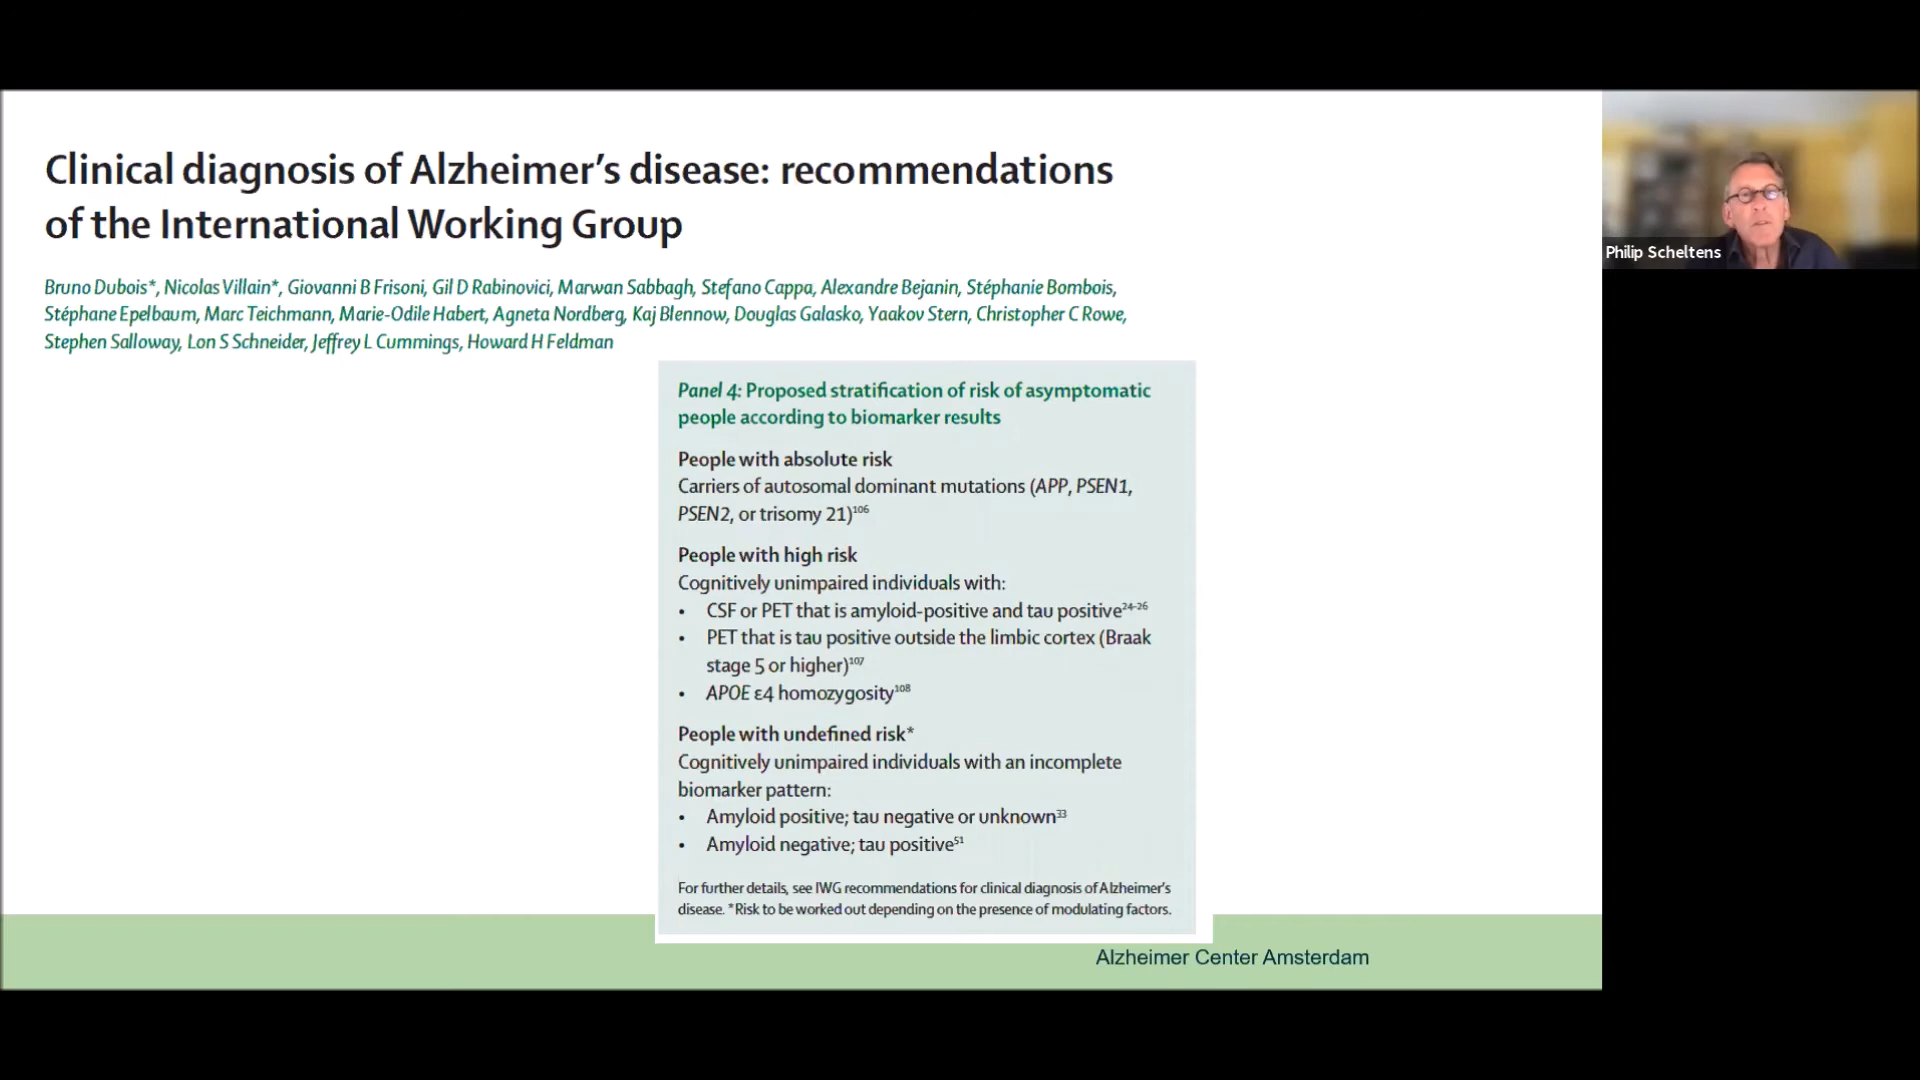 Clinical diagnosis of Alzheimer's disease: recommendations
of the International Working Group
Bruno Dubois*, Nicolas Villain*, Giovanni B Frisoni, Gil D Rabinovici, Marwan Sabbagh, Stefano Cappa, Alexandre Bejanin, Stéphanie Bombois,
Stéphane Epelbaum, Marc Teichmann, Marie-Odile Habert, Agneta Nordberg, Kaj Blennow, Douglas Galasko, Yaakov Stern, Christopher C Rowe,
Stephen Salloway, Lon S Schneider, Jeffrey L Cummings, Howard H Feldman
Panel 4: Proposed stratification of risk of asymptomatic
people according to biomarker results
People with absolute risk
Carriers of autosomal dominant mutations (APP, PSEN1,
PSEN2, or trisomy 21)106
People with high risk
Cognitively unimpaired individuals with:
• CSF or PET that is amyloid-positive and tau positive24-26
• PET that is tau positive outside the limbic cortex (Braak
stage 5 or higher)107
• APOE ε4 homozygosity108
People with undefined risk*
Cognitively unimpaired individuals with an incomplete
biomarker pattern:
• Amyloid positive; tau negative or unknown33
• Amyloid negative; tau positive51
For further details, see IWG recommendations for clinical diagnosis of Alzheimer's
disease. *Risk to be worked out depending on the presence of modulating factors.
Alzheimer Center Amsterdam
Philip Scheltens